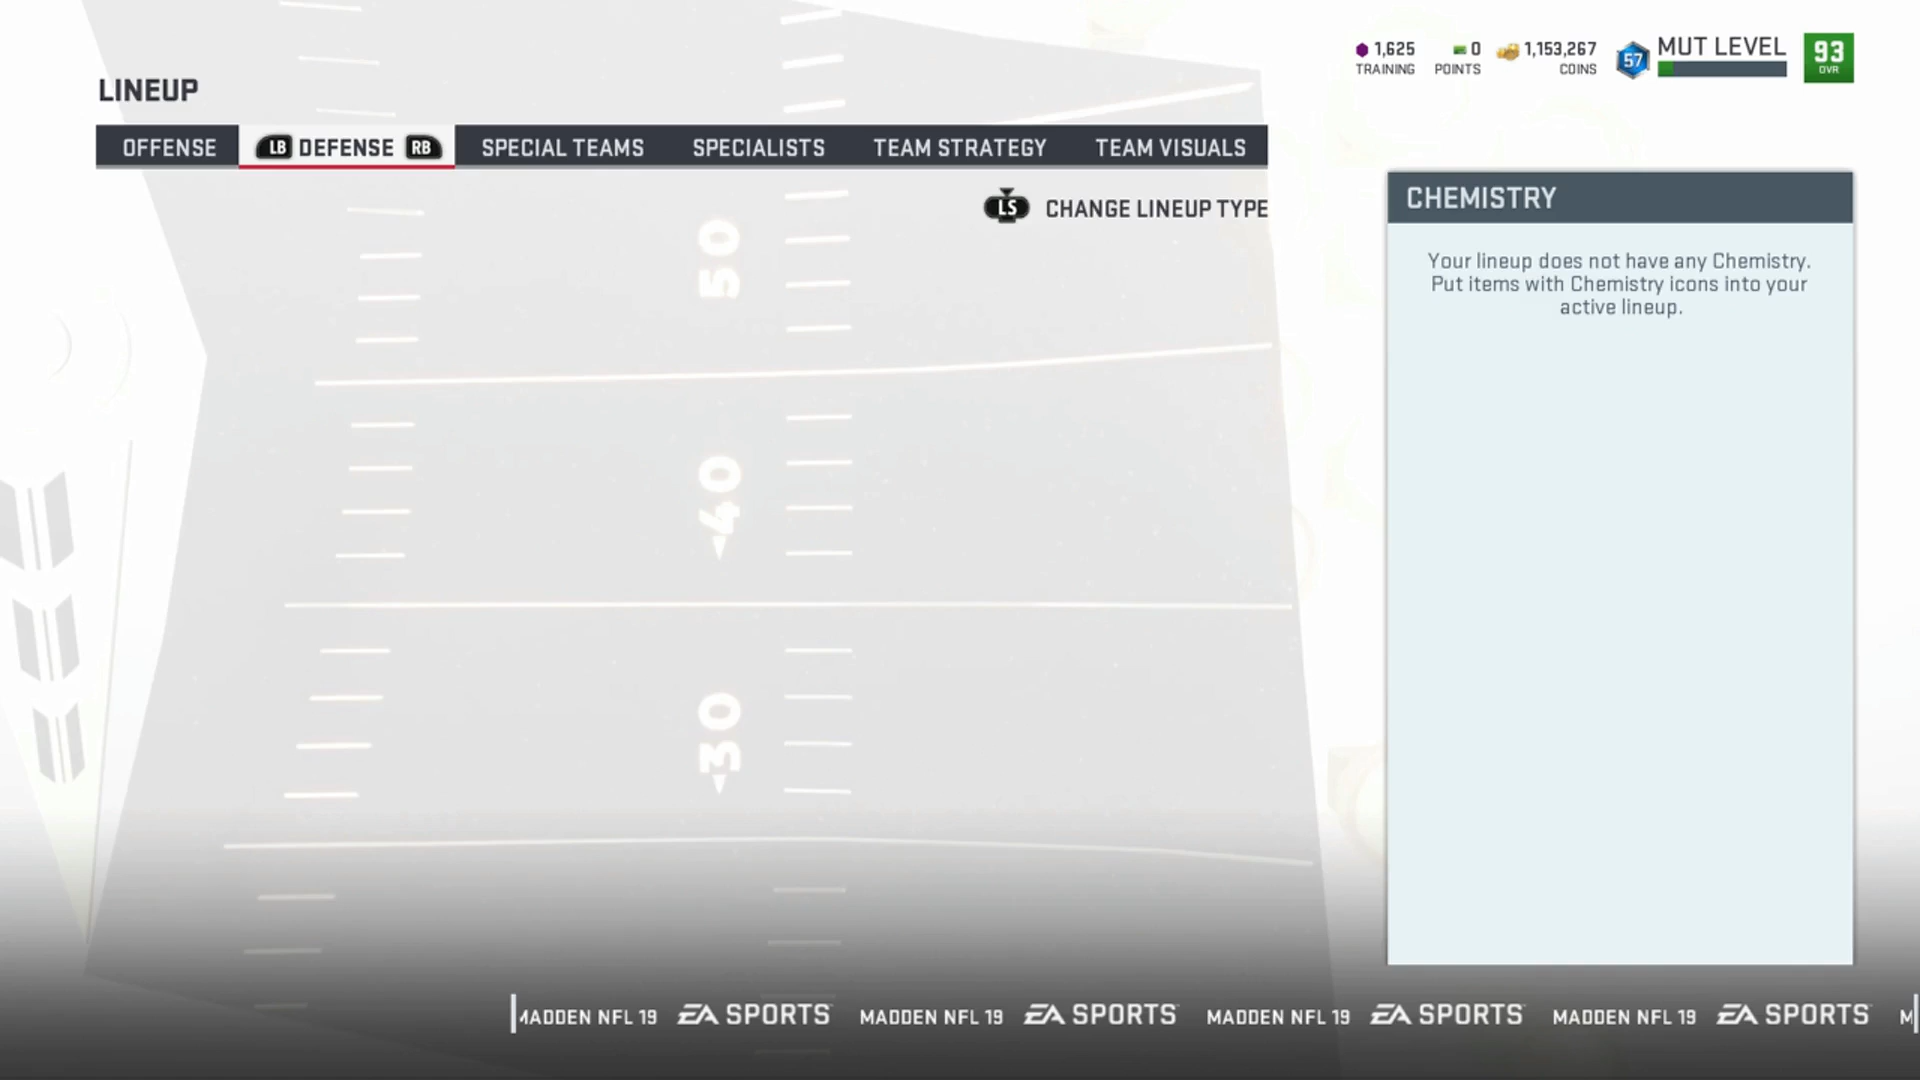 LINEUP
1,625
TRAINING
0
POINTS
1,153,267
COINS
57
MUT LEVEL
93
OVR
OFFENSE
LB DEFENSE RB
SPECIAL TEAMS
SPECIALISTS
TEAM STRATEGY
TEAM VISUALS
LS CHANGE LINEUP TYPE
CHEMISTRY
Your lineup does not have any Chemistry.
Put items with Chemistry icons into your
active lineup.
50
40
30
MADDEN NFL 19 EA SPORTS MADDEN NFL 19 EA SPORTS MADDEN NFL 19 EA SPORTS MADDEN NFL 19 EA SPORTS M